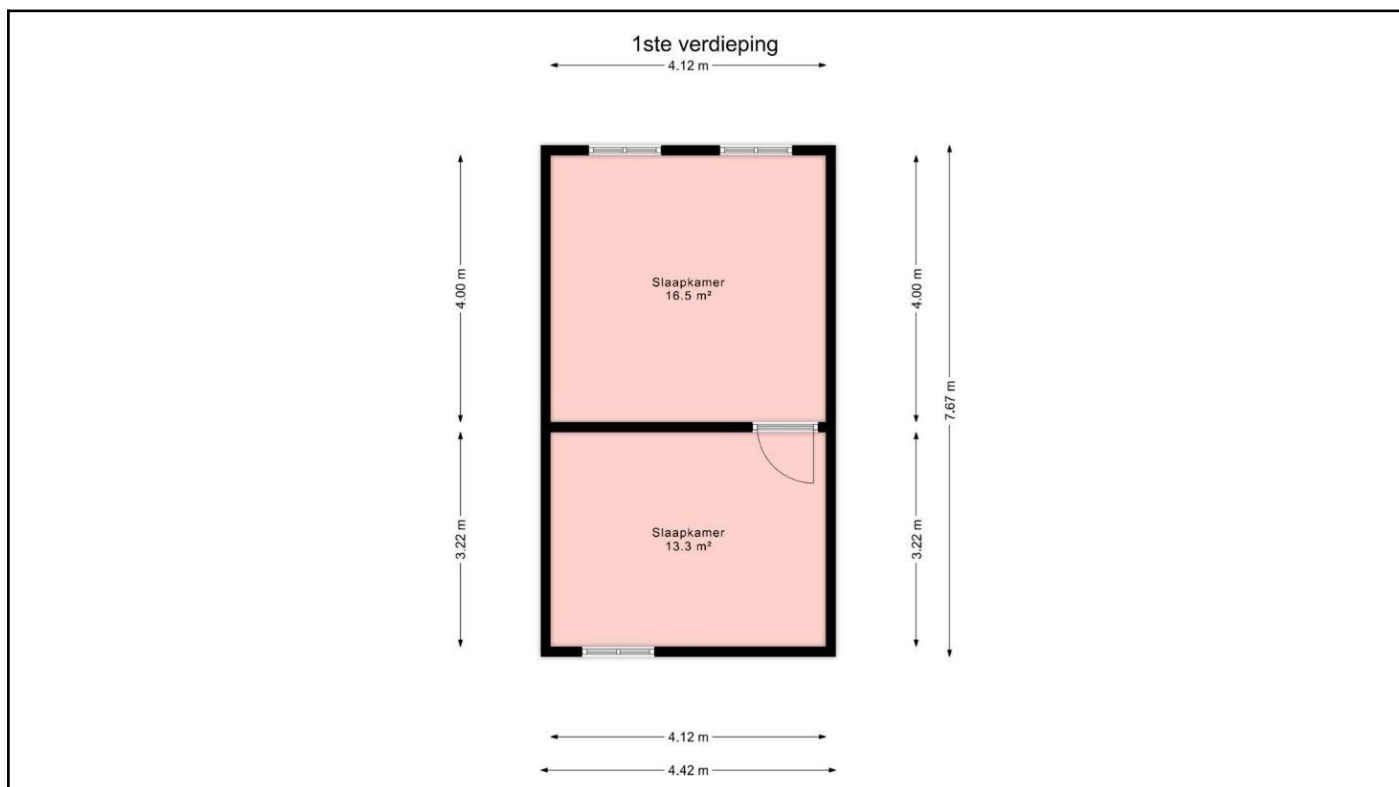 1ste verdieping
4.12 m
4.00 m
4.00 m
7.67 m
Slaapkamer
16.5 m²
3.22 m
3.22 m
Slaapkamer
13.3 m²
4.12 m
4.42 m